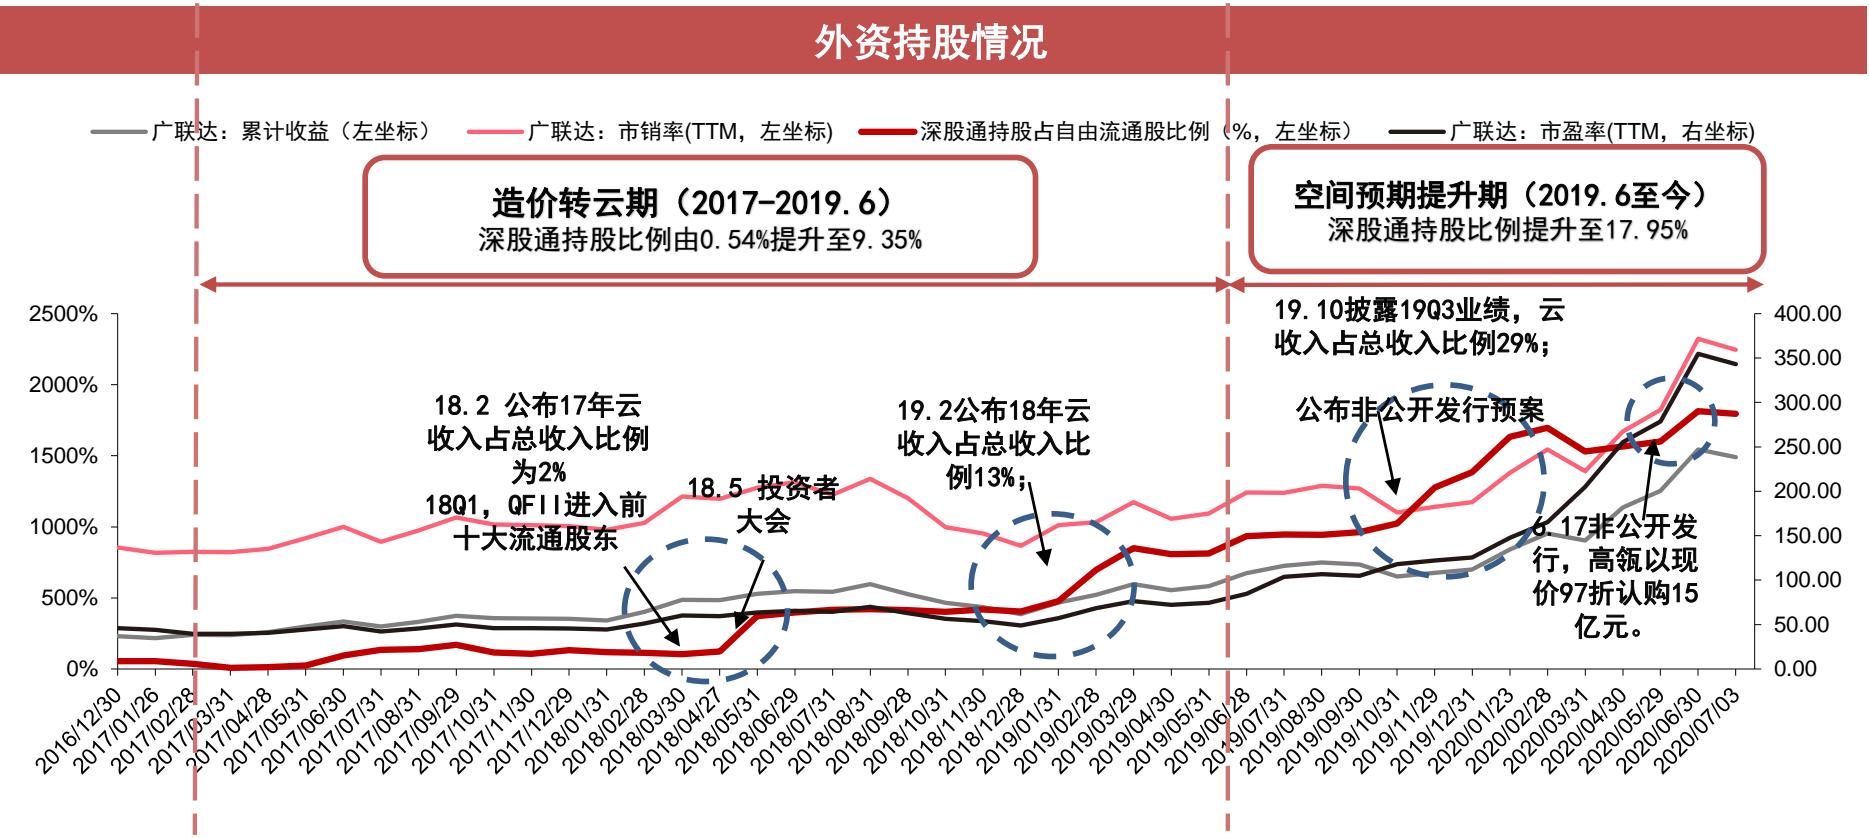 外资持股情况
广联达：累计收益（左坐标）
广联达：市销率(TTM，左坐标)
深股通持股占自由流通股比例（%，左坐标）
广联达：市盈率(TTM，右坐标)
造价转云期（2017-2019.6）
深股通持股比例由0.54%提升至9.35%
空间预期提升期（2019.6至今）
深股通持股比例提升至17.95%
19.10披露19Q3业绩，云
收入占总收入比例29%；
公布非公开发行预案
18.2 公布17年云
收入占总收入比例
为2%
18Q1，QFII进入前
十大流通股东
18.5 投资者
大会
19.2公布18年云
收入占总收入比
例13%；
6.17非公开发
行，高瓴以现
价97折认购15
亿元。
2500%
2000%
1500%
1000%
500%
0%
400.00
350.00
300.00
250.00
200.00
150.00
100.00
50.00
0.00
2016/12/30
2017/01/26
2017/02/28
2017/03/31
2017/04/28
2017/05/31
2017/06/30
2017/07/31
2017/08/31
2017/09/29
2017/10/31
2017/11/30
2017/12/29
2018/01/31
2018/02/28
2018/03/30
2018/04/27
2018/05/31
2018/06/29
2018/07/31
2018/08/31
2018/09/28
2018/10/31
2018/11/30
2018/12/28
2019/01/31
2019/02/28
2019/03/29
2019/04/30
2019/05/31
2019/06/28
2019/07/31
2019/08/30
2019/09/30
2019/10/31
2019/11/29
2019/12/31
2020/01/23
2020/02/28
2020/03/31
2020/04/30
2020/05/29
2020/06/30
2020/07/03